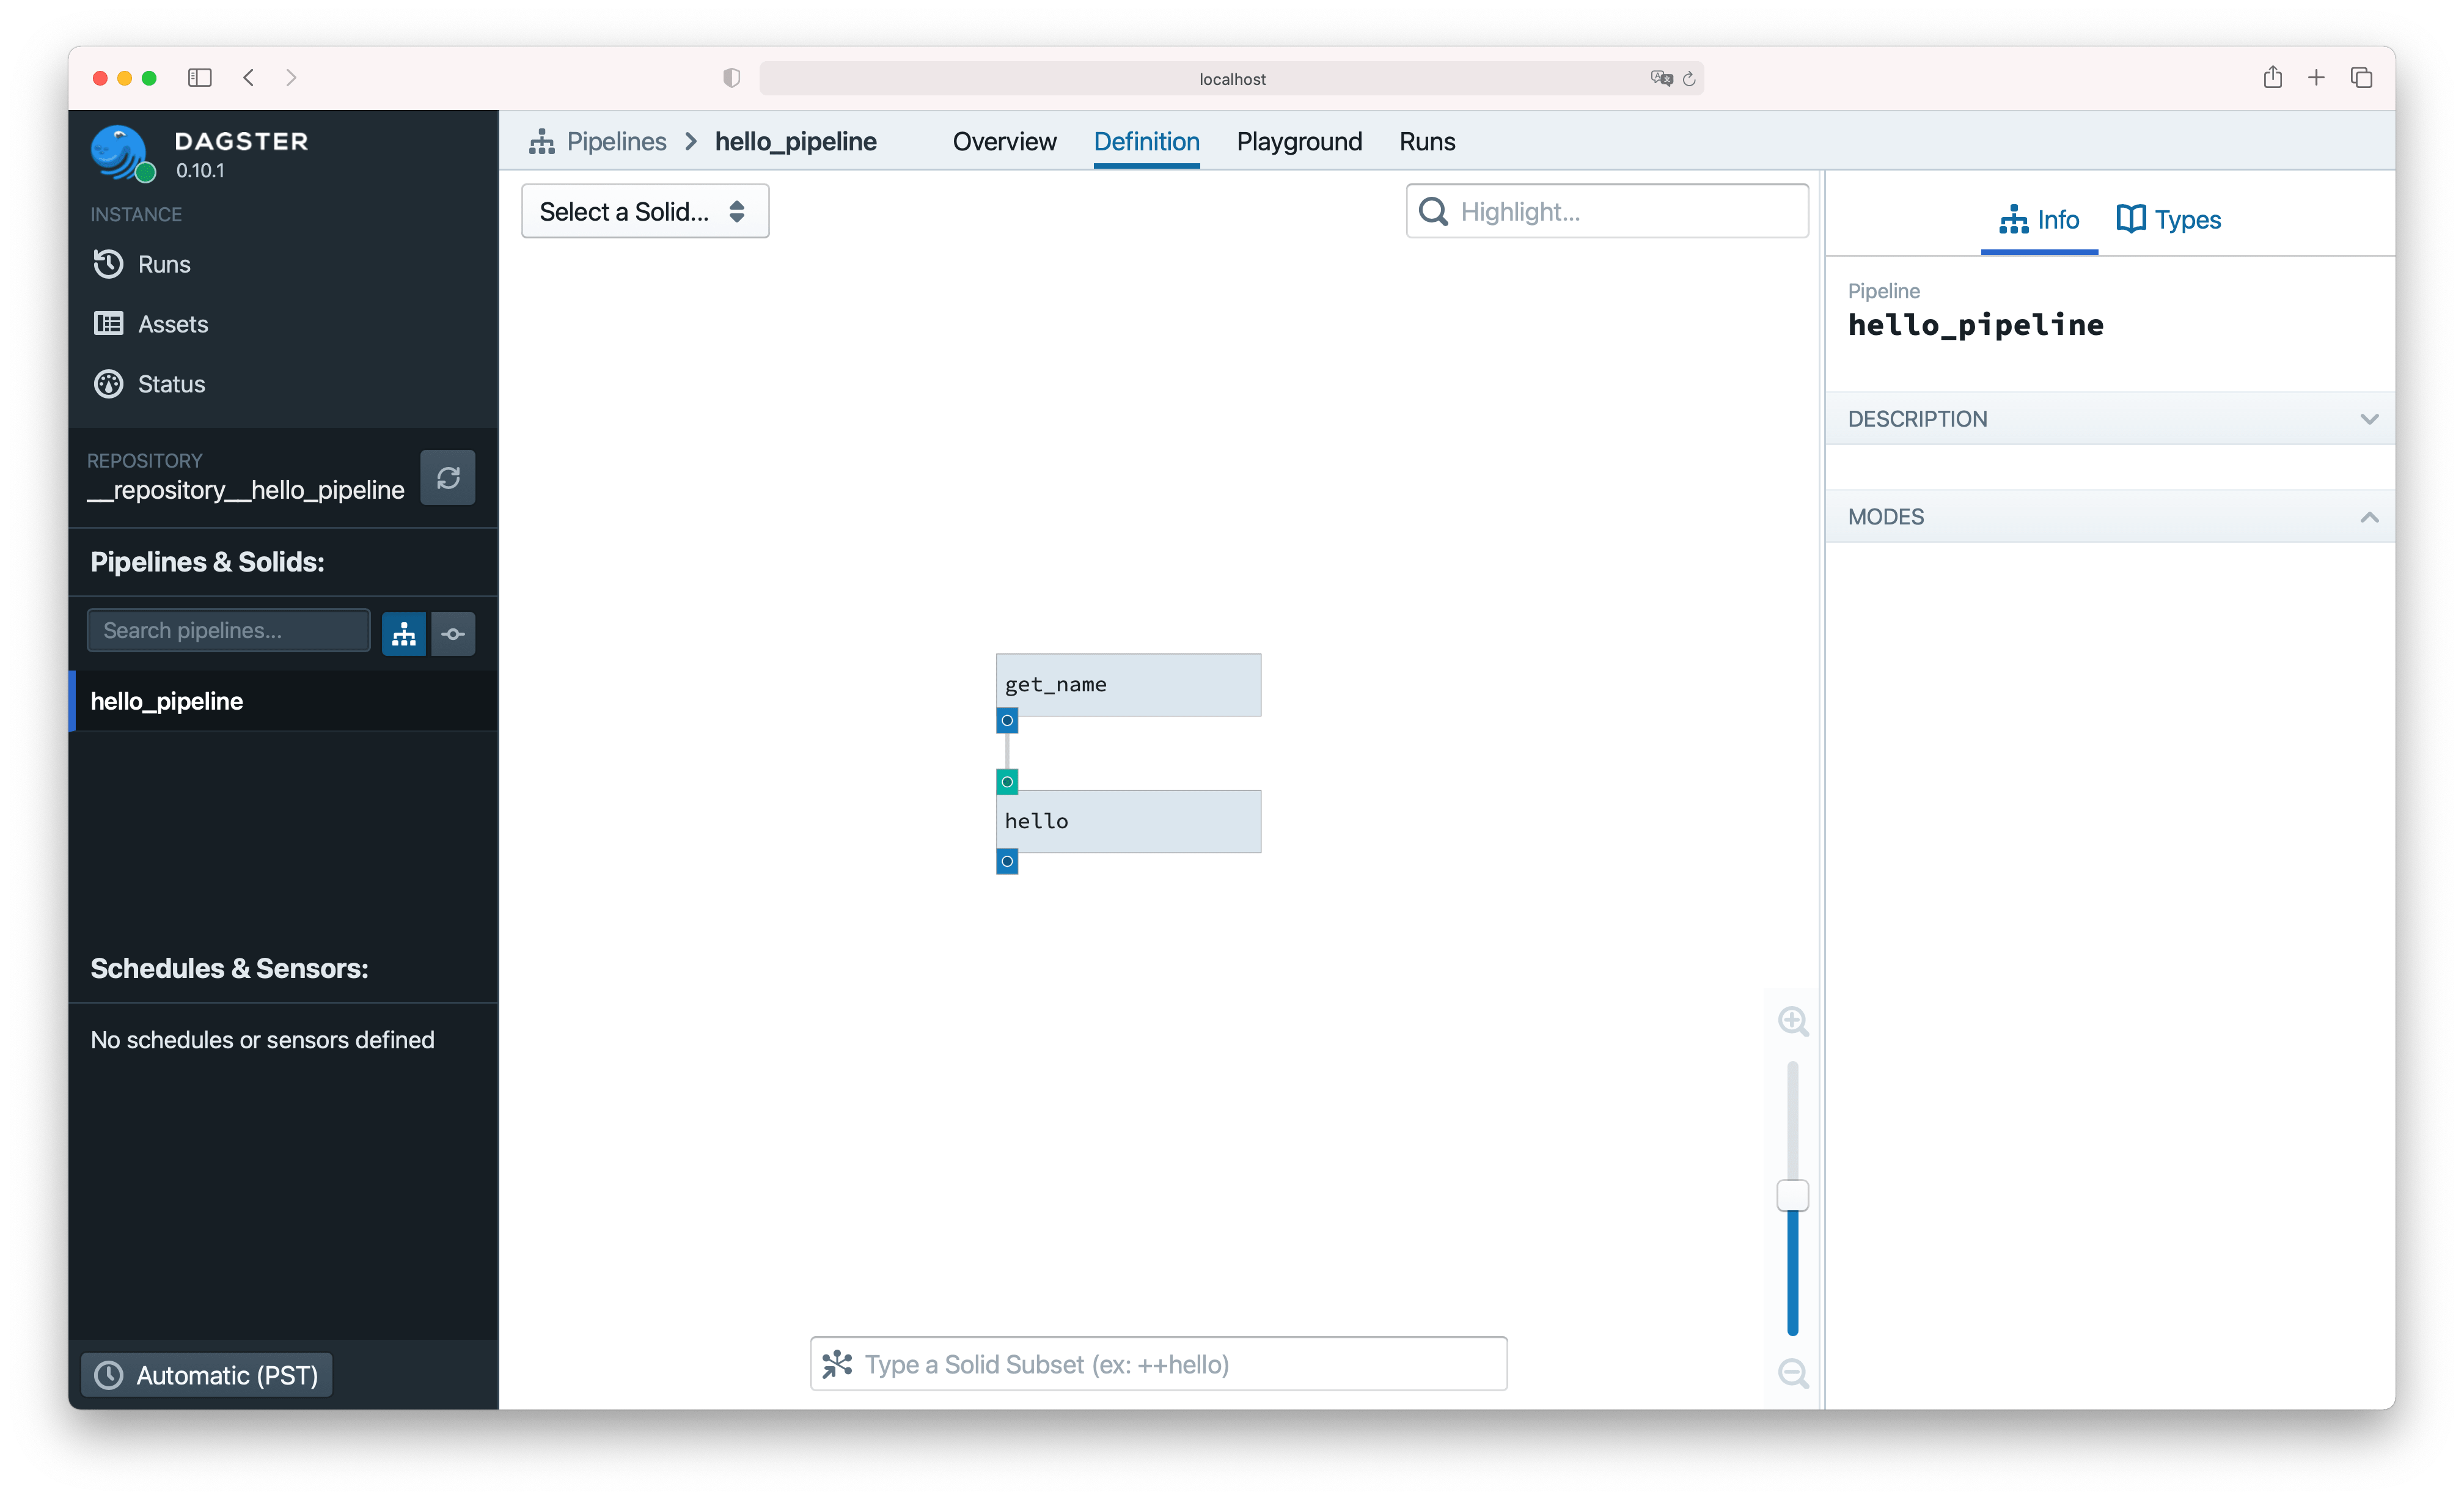 localhost
DAGSTER
0.10.1
INSTANCE
Runs
Assets
Status
REPOSITORY
__repository__hello_pipeline
Pipelines & Solids:
Search pipelines...
hello_pipeline
Schedules & Sensors:
No schedules or sensors defined
Automatic (PST)
Pipelines hello_pipeline Overview Definition Playground Runs
Select a Solid... Highlight...
get_name
hello
Type a Solid Subset (ex: ++hello)
Info Types
Pipeline
hello_pipeline
DESCRIPTION
MODES